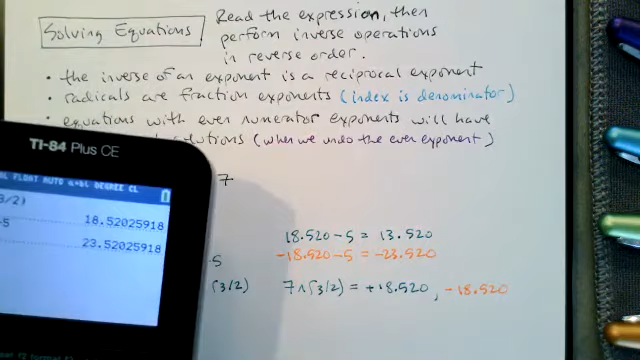 Solving Equations
Read the expression, then
perform inverse operations
in reverse order.
• the inverse of an exponent is a reciprocal exponent
• radicals are fraction exponents (index is denominator)
• equations with even numerator exponents will have
solutions (when we undo the even exponent)
TI-84 Plus CE
FLOAT AUTO a+bi DEGREE CL
3/2)
18.52025918
-5
23.52025918
7
18.520-5 = 13.520
-18.520-5 = -23.520
5
(3/2)
7^(3/2) = +18.520, -18.520